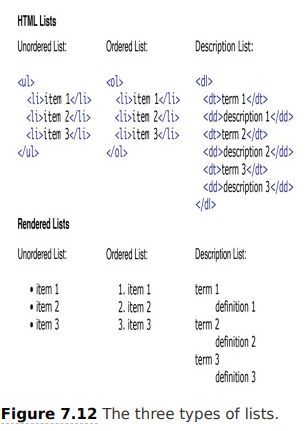 HTML Lists
Unordered List: Ordered List: Description List:
<ul> <ol> <dl>
<li>item 1</li> <li>item 1</li> <dt>term 1</dt>
<li>item 2</li> <li>item 2</li> <dd>description 1</dd>
<li>item 3</li> <li>item 3</li> <dt>term 2</dt>
</ul> </ol> <dd>description 2</dd>
<dt>term 3</dt>
<dd>description 3</dd>
</dl>
Rendered Lists
Unordered List: Ordered List: Description List:
• item 1 1. item 1 term 1
• item 2 2. item 2 definition 1
• item 3 3. item 3 term 2
definition 2
term 3
definition 3
Figure 7.12 The three types of lists.